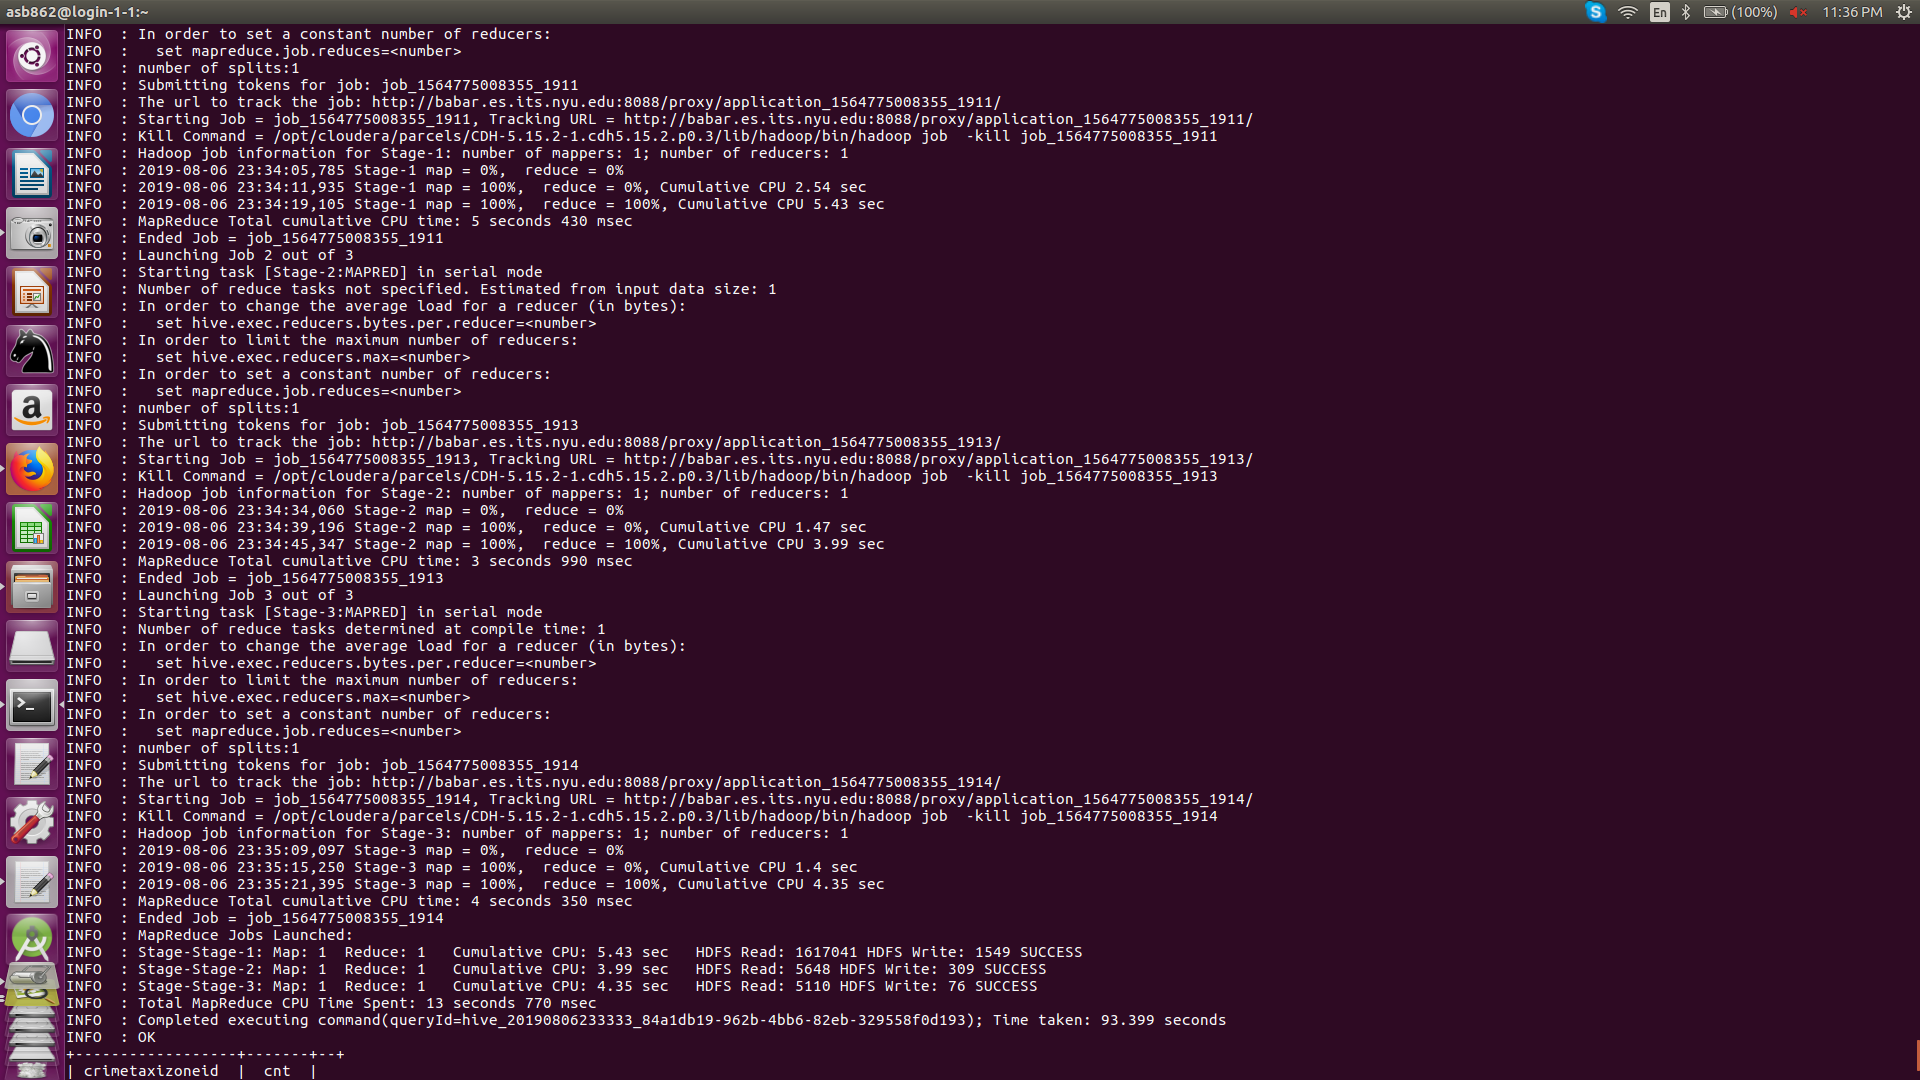 asb862@login-1-1:~
En (100%) 11:36 PM
INFO  : In order to set a constant number of reducers:
INFO  :   set mapreduce.job.reduces=<number>
INFO  : number of splits:1
INFO  : Submitting tokens for job: job_1564775008355_1911
INFO  : The url to track the job: http://babar.es.its.nyu.edu:8088/proxy/application_1564775008355_1911/
INFO  : Starting Job = job_1564775008355_1911, Tracking URL = http://babar.es.its.nyu.edu:8088/proxy/application_1564775008355_1911/
INFO  : Kill Command = /opt/cloudera/parcels/CDH-5.15.2-1.cdh5.15.2.p0.3/lib/hadoop/bin/hadoop job  -kill job_1564775008355_1911
INFO  : Hadoop job information for Stage-1: number of mappers: 1; number of reducers: 1
INFO  : 2019-08-06 23:34:05,785 Stage-1 map = 0%,  reduce = 0%
INFO  : 2019-08-06 23:34:11,935 Stage-1 map = 100%,  reduce = 0%, Cumulative CPU 2.54 sec
INFO  : 2019-08-06 23:34:19,105 Stage-1 map = 100%,  reduce = 100%, Cumulative CPU 5.43 sec
INFO  : MapReduce Total cumulative CPU time: 5 seconds 430 msec
INFO  : Ended Job = job_1564775008355_1911
INFO  : Launching Job 2 out of 3
INFO  : Starting task [Stage-2:MAPRED] in serial mode
INFO  : Number of reduce tasks not specified. Estimated from input data size: 1
INFO  : In order to change the average load for a reducer (in bytes):
INFO  :   set hive.exec.reducers.bytes.per.reducer=<number>
INFO  : In order to limit the maximum number of reducers:
INFO  :   set hive.exec.reducers.max=<number>
INFO  : In order to set a constant number of reducers:
INFO  :   set mapreduce.job.reduces=<number>
INFO  : number of splits:1
INFO  : Submitting tokens for job: job_1564775008355_1913
INFO  : The url to track the job: http://babar.es.its.nyu.edu:8088/proxy/application_1564775008355_1913/
INFO  : Starting Job = job_1564775008355_1913, Tracking URL = http://babar.es.its.nyu.edu:8088/proxy/application_1564775008355_1913/
INFO  : Kill Command = /opt/cloudera/parcels/CDH-5.15.2-1.cdh5.15.2.p0.3/lib/hadoop/bin/hadoop job  -kill job_1564775008355_1913
INFO  : Hadoop job information for Stage-2: number of mappers: 1; number of reducers: 1
INFO  : 2019-08-06 23:34:34,060 Stage-2 map = 0%,  reduce = 0%
INFO  : 2019-08-06 23:34:39,196 Stage-2 map = 100%,  reduce = 0%, Cumulative CPU 1.47 sec
INFO  : 2019-08-06 23:34:45,347 Stage-2 map = 100%,  reduce = 100%, Cumulative CPU 3.99 sec
INFO  : MapReduce Total cumulative CPU time: 3 seconds 990 msec
INFO  : Ended Job = job_1564775008355_1913
INFO  : Launching Job 3 out of 3
INFO  : Starting task [Stage-3:MAPRED] in serial mode
INFO  : Number of reduce tasks determined at compile time: 1
INFO  : In order to change the average load for a reducer (in bytes):
INFO  :   set hive.exec.reducers.bytes.per.reducer=<number>
INFO  : In order to limit the maximum number of reducers:
INFO  :   set hive.exec.reducers.max=<number>
INFO  : In order to set a constant number of reducers:
INFO  :   set mapreduce.job.reduces=<number>
INFO  : number of splits:1
INFO  : Submitting tokens for job: job_1564775008355_1914
INFO  : The url to track the job: http://babar.es.its.nyu.edu:8088/proxy/application_1564775008355_1914/
INFO  : Starting Job = job_1564775008355_1914, Tracking URL = http://babar.es.its.nyu.edu:8088/proxy/application_1564775008355_1914/
INFO  : Kill Command = /opt/cloudera/parcels/CDH-5.15.2-1.cdh5.15.2.p0.3/lib/hadoop/bin/hadoop job  -kill job_1564775008355_1914
INFO  : Hadoop job information for Stage-3: number of mappers: 1; number of reducers: 1
INFO  : 2019-08-06 23:35:09,097 Stage-3 map = 0%,  reduce = 0%
INFO  : 2019-08-06 23:35:15,250 Stage-3 map = 100%,  reduce = 0%, Cumulative CPU 1.4 sec
INFO  : 2019-08-06 23:35:21,395 Stage-3 map = 100%,  reduce = 100%, Cumulative CPU 4.35 sec
INFO  : MapReduce Total cumulative CPU time: 4 seconds 350 msec
INFO  : Ended Job = job_1564775008355_1914
INFO  : MapReduce Jobs Launched:
INFO  : Stage-Stage-1: Map: 1  Reduce: 1   Cumulative CPU: 5.43 sec   HDFS Read: 1617041 HDFS Write: 1549 SUCCESS
INFO  : Stage-Stage-2: Map: 1  Reduce: 1   Cumulative CPU: 3.99 sec   HDFS Read: 5648 HDFS Write: 309 SUCCESS
INFO  : Stage-Stage-3: Map: 1  Reduce: 1   Cumulative CPU: 4.35 sec   HDFS Read: 5110 HDFS Write: 76 SUCCESS
INFO  : Total MapReduce CPU Time Spent: 13 seconds 770 msec
INFO  : Completed executing command(queryId=hive_20190806233333_84a1db19-962b-4bb6-82eb-329558f0d193); Time taken: 93.399 seconds
INFO  : OK
+------------------+-------+--+
| crimetaxizoneid  |  cnt  |